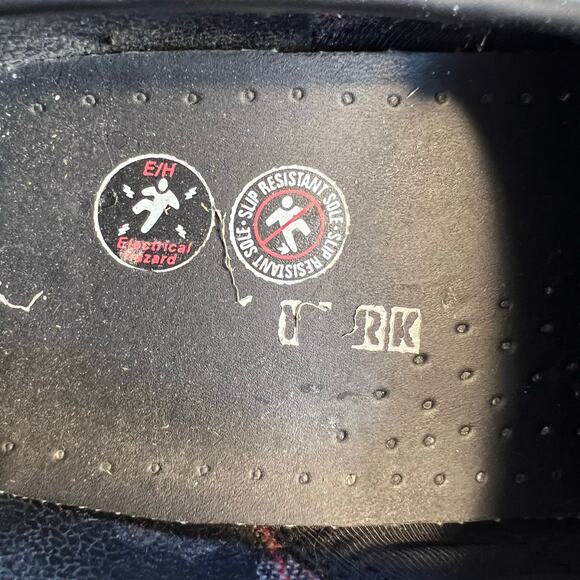 E/H
Electrical
Hazard
SLIP RESISTANT SOLE · SLIP RESISTANT SOLE ·
RK